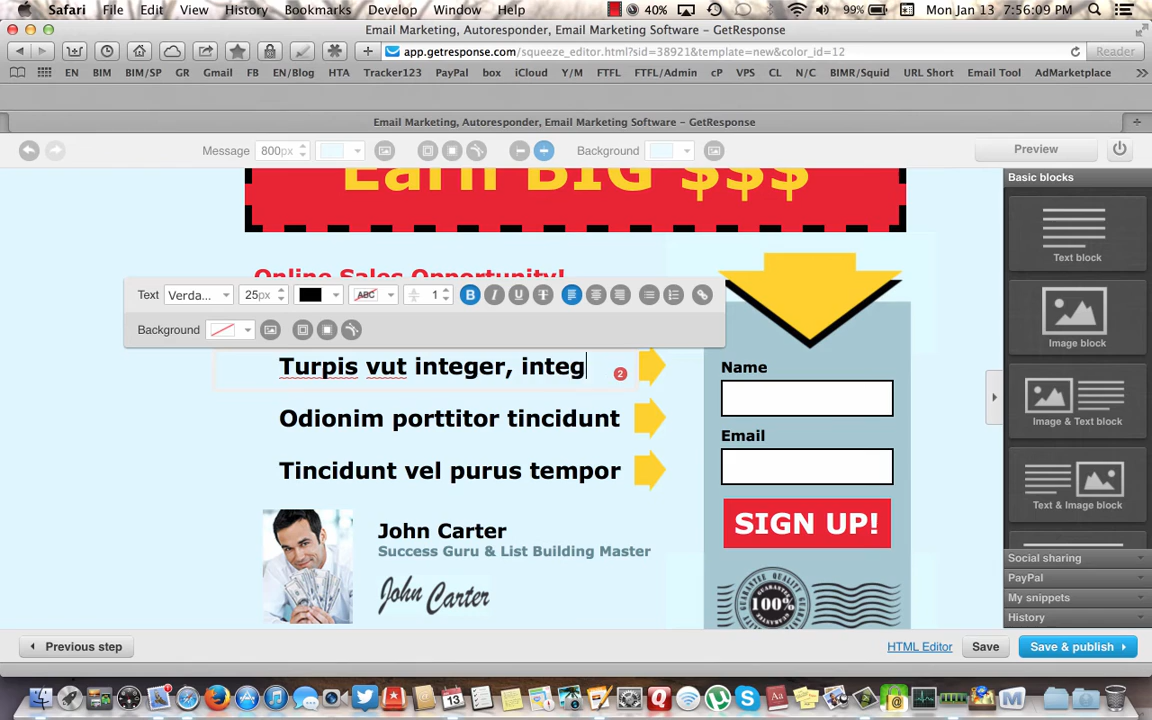 Safari File Edit View History Bookmarks Develop Window Help 40% 99% Mon Jan 13 7:56:09 PM
Email Marketing, Autoresponder, Email Marketing Software – GetResponse
app.getresponse.com/squeeze_editor.html?sid=38921&template=new&color_id=12 Reader
EN BIM BIM/SP GR Gmail FB EN/Blog HTA Tracker123 PayPal box iCloud Y/M FTFL FTFL/Admin cP VPS CL N/C BIMR/Squid URL Short Email Tool AdMarketplace
Email Marketing, Autoresponder, Email Marketing Software – GetResponse
Message 800px Background Preview
Earn BIG $$$
Online Sales Opportunity!
Text Verda... 25px ABC 1 B I U T
Background
Turpis vut integer, integ 2
Odionim porttitor tincidunt
Tincidunt vel purus tempor
John Carter
Success Guru & List Building Master
John Carter
Name
Email
SIGN UP!
100%
GUARANTEE
Basic blocks
Text block
Image block
Image & Text block
Text & Image block
Social sharing
PayPal
My snippets
History
Previous step HTML Editor Save Save & publish
13